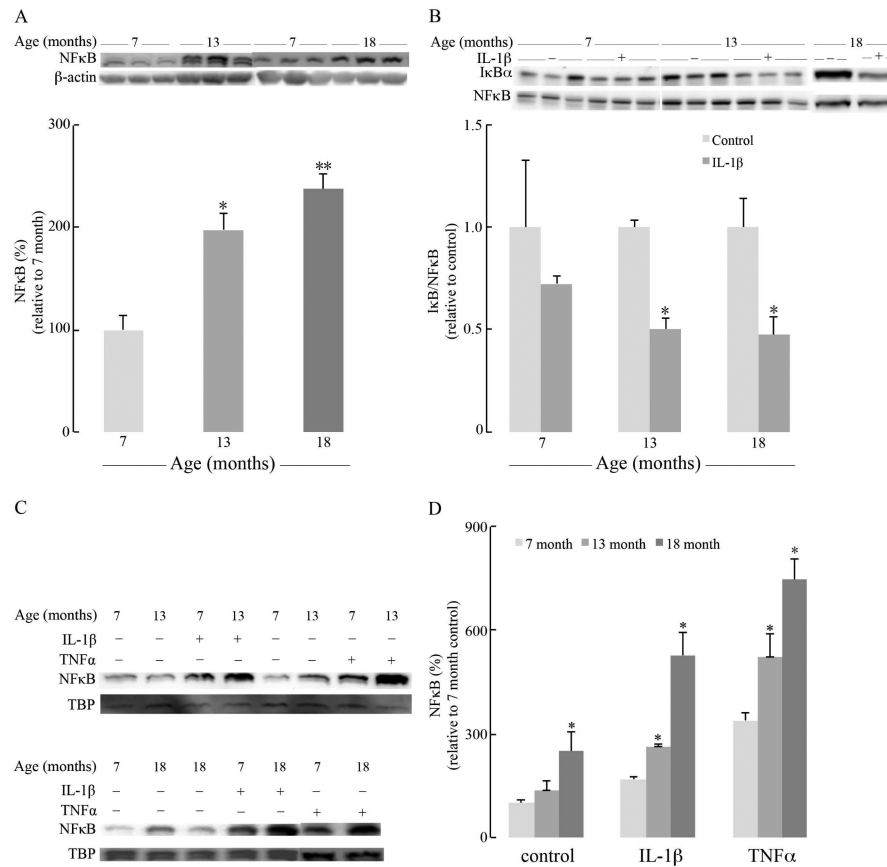 A
Age (months) 7 13 7 18
NFκB
β-actin
300
200
100
0
NFκB (%)
(relative to 7 month)
*
**
7 13 18
Age (months)
B
Age (months) 7 13 18
IL-1β – + – + – +
IκBα
NFκB
Control
IL-1β
1.0
0.5
0
IκB/NFκB
(relative to control)
*
*
7 13 18
Age (months)
C
Age (months) 7 13 7 13 7 13 7 13
IL-1β – – + + – – – –
TNFα – – – – – – + +
NFκB
TBP
Age (months) 7 18 18 7 18 7 18
IL-1β – – – + + – –
TNFα – – – – – + +
NFκB
TBP
D
900
600
300
0
NFκB (%)
(relative to 7 month control)
7 month 13 month 18 month
*
*
*
*
*
control IL-1β TNFα